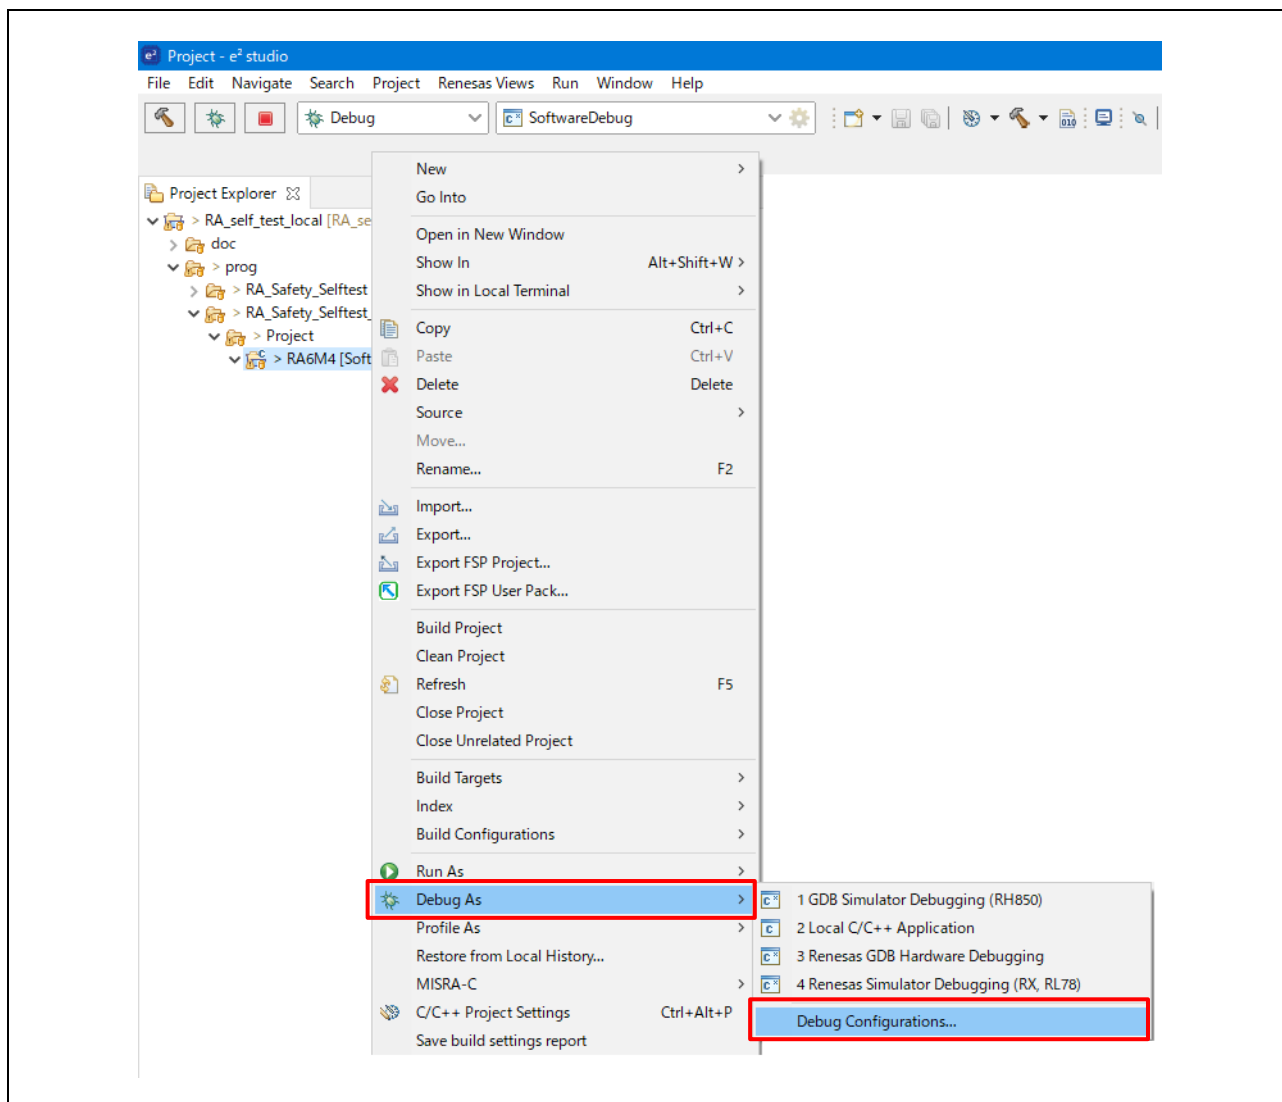 Project - e² studio
File Edit Navigate Search Project Renesas Views Run Window Help
Debug SoftwareDebug
010
Project Explorer
> RA_self_test_local [RA_se
doc
> prog
> RA_Safety_Selftest
> RA_Safety_Selftest_
> Project
> RA6M4 [Soft
New
Go Into
Open in New Window
Show In Alt+Shift+W >
Show in Local Terminal
Copy Ctrl+C
Paste Ctrl+V
Delete Delete
Source
Move...
Rename... F2
Import...
Export...
Export FSP Project...
Export FSP User Pack...
Build Project
Clean Project
Refresh F5
Close Project
Close Unrelated Project
Build Targets
Index
Build Configurations
Run As
Debug As
Profile As
Restore from Local History...
MISRA-C
C/C++ Project Settings Ctrl+Alt+P
Save build settings report
1 GDB Simulator Debugging (RH850)
2 Local C/C++ Application
3 Renesas GDB Hardware Debugging
4 Renesas Simulator Debugging (RX, RL78)
Debug Configurations...